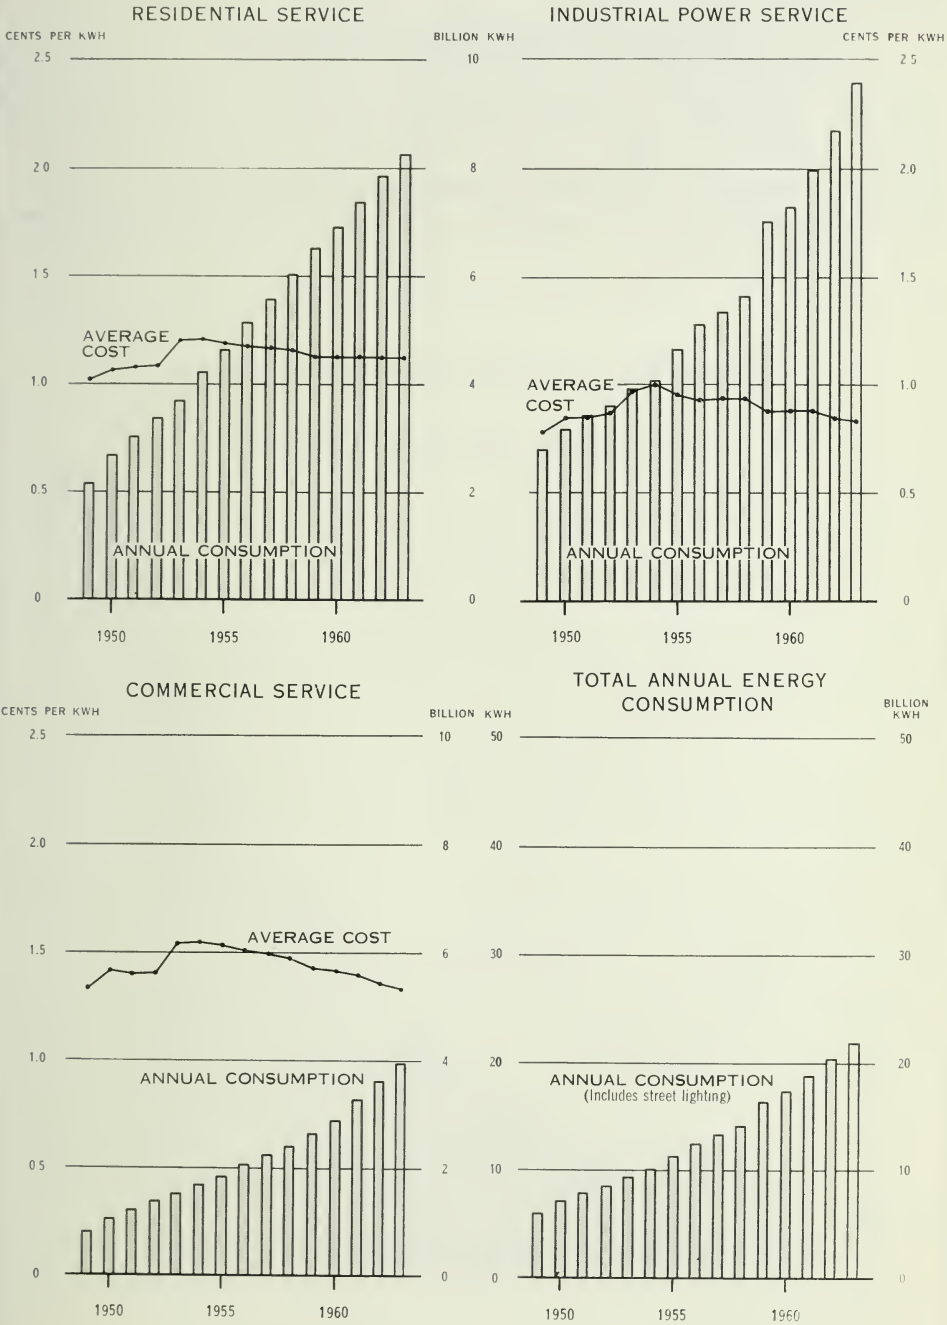 RESIDENTIAL SERVICE
CENTS PER KWH
BILLION KWH
2.5
10
2.0
8
1.5
6
AVERAGE
COST
1.0
4
0.5
2
ANNUAL CONSUMPTION
0
0
1950
1955
1960
INDUSTRIAL POWER SERVICE
CENTS PER KWH
2.5
2.0
1.5
AVERAGE
COST
1.0
0.5
ANNUAL CONSUMPTION
0
1950
1955
1960
COMMERCIAL SERVICE
CENTS PER KWH
BILLION KWH
2.5
10
2.0
8
AVERAGE COST
1.5
6
1.0
4
ANNUAL CONSUMPTION
0.5
2
0
0
1950
1955
1960
TOTAL ANNUAL ENERGY
CONSUMPTION
BILLION
KWH
50
50
40
40
30
30
20
20
ANNUAL CONSUMPTION
(Includes street lighting)
10
10
0
0
1950
1955
1960